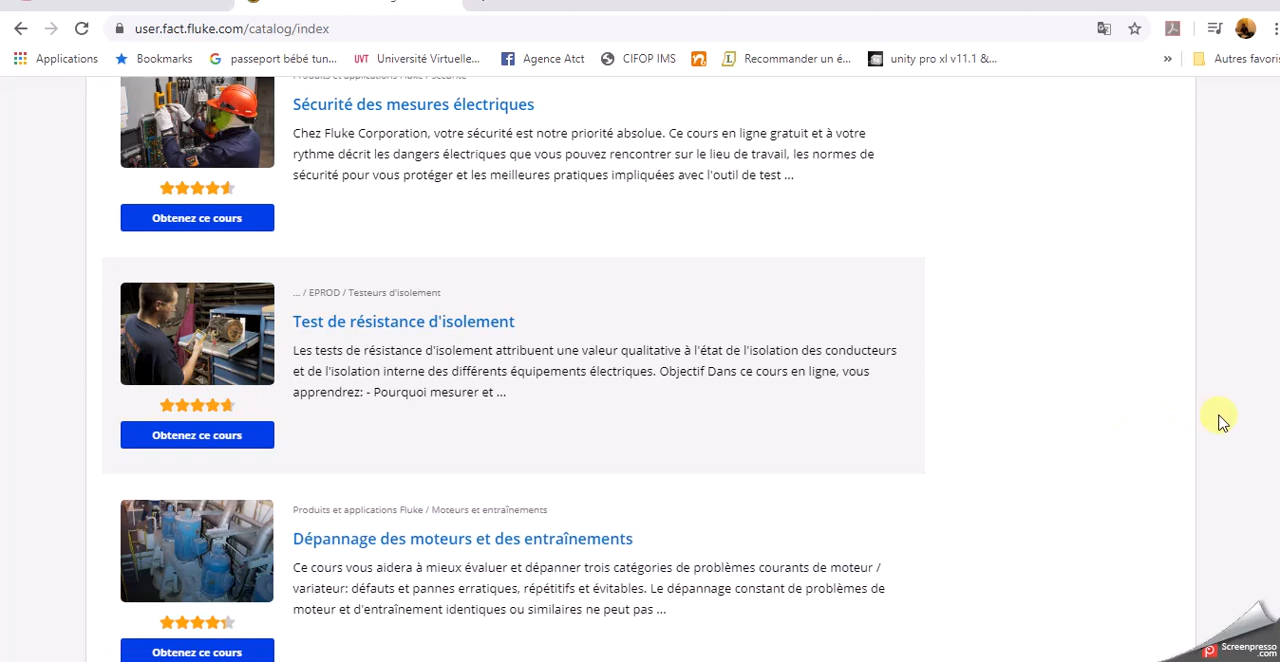 user.fact.fluke.com/catalog/index
Applications
Bookmarks
passeport bébé tun...
UVT Université Virtuelle...
Agence Atct
CIFOP IMS
Recommander un é...
unity pro xl v11.1 &...
»
Autres favoris
Produits et applications Fluke / Sécurité
Sécurité des mesures électriques
Chez Fluke Corporation, votre sécurité est notre priorité absolue. Ce cours en ligne gratuit et à votre
rythme décrit les dangers électriques que vous pouvez rencontrer sur le lieu de travail, les normes de
sécurité pour vous protéger et les meilleures pratiques impliquées avec l'outil de test ...
Obtenez ce cours
... / EPROD / Testeurs d'isolement
Test de résistance d'isolement
Les tests de résistance d'isolement attribuent une valeur qualitative à l'état de l'isolation des conducteurs
et de l'isolation interne des différents équipements électriques. Objectif Dans ce cours en ligne, vous
apprendrez: - Pourquoi mesurer et ...
Obtenez ce cours
Produits et applications Fluke / Moteurs et entraînements
Dépannage des moteurs et des entraînements
Ce cours vous aidera à mieux évaluer et dépanner trois catégories de problèmes courants de moteur /
variateur: défauts et pannes erratiques, répétitifs et évitables. Le dépannage constant de problèmes de
moteur et d'entraînement identiques ou similaires ne peut pas ...
Obtenez ce cours
Screenpresso
.com